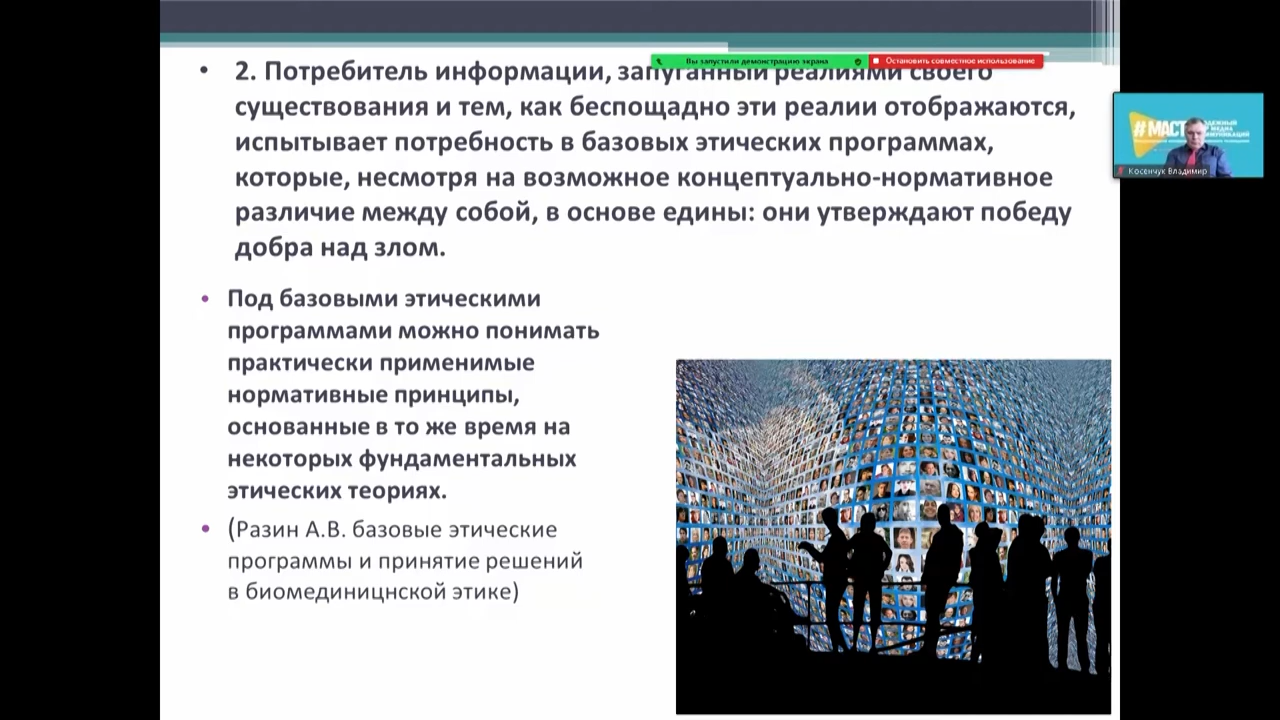 Вы запустили демонстрацию экрана
Остановить совместное использование
• 2. Потребитель информации, запуганный реалиями своего
существования и тем, как беспощадно эти реалии отображаются,
испытывает потребность в базовых этических программах,
которые, несмотря на возможное концептуально-нормативное
различие между собой, в основе едины: они утверждают победу
добра над злом.
• Под базовыми этическими
программами можно понимать
практически применимые
нормативные принципы,
основанные в то же время на
некоторых фундаментальных
этических теориях.
• (Разин А.В. базовые этические
программы и принятие решений
в биомединицнской этике)
#МАСТ
МЕДИА
Косенчук Владимир